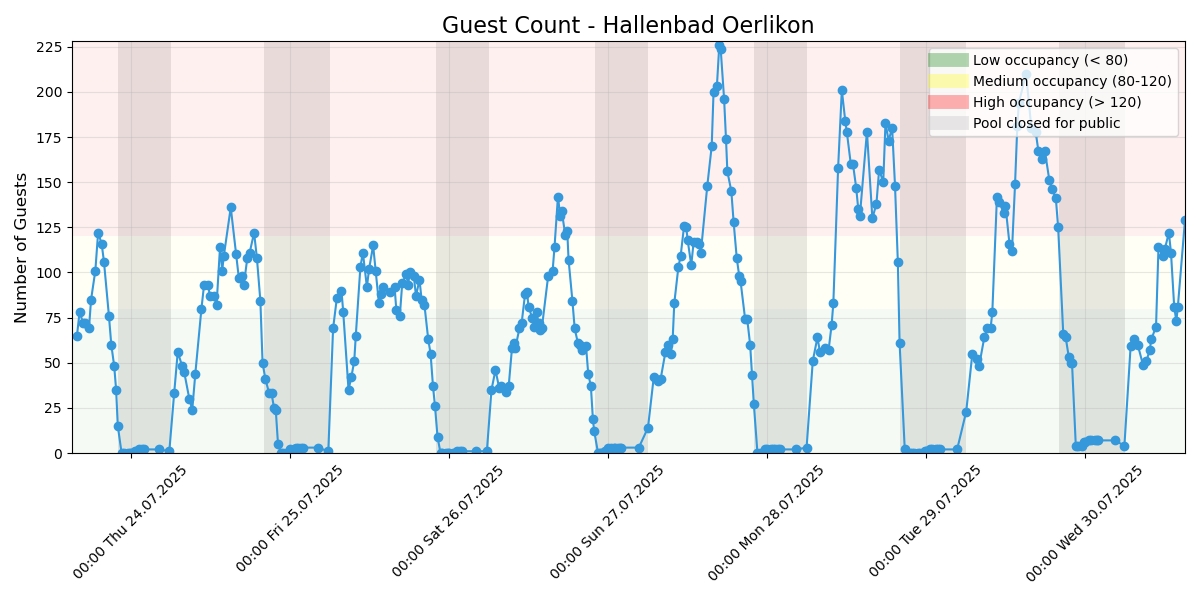 Guest Count - Hallenbad Oerlikon
Number of Guests
225
200
175
150
125
100
75
50
25
0
Low occupancy (< 80)
Medium occupancy (80-120)
High occupancy (> 120)
Pool closed for public
00:00 Thu 24.07.2025
00:00 Fri 25.07.2025
00:00 Sat 26.07.2025
00:00 Sun 27.07.2025
00:00 Mon 28.07.2025
00:00 Tue 29.07.2025
00:00 Wed 30.07.2025